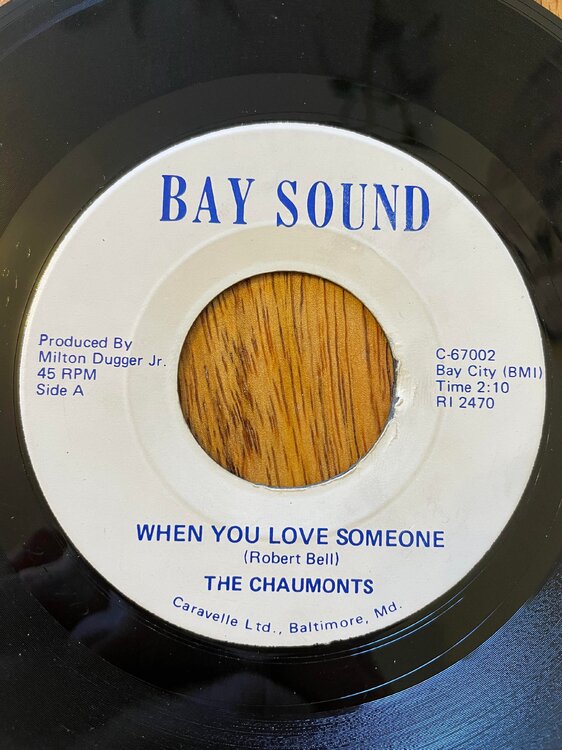 BAY SOUND
Produced By
Milton Dugger Jr.
45 RPM
Side A
C-67002
Bay City (BMI)
Time 2:10
RI 2470
WHEN YOU LOVE SOMEONE
(Robert Bell)
THE CHAUMONTS
Caravelle Ltd., Baltimore, Md.